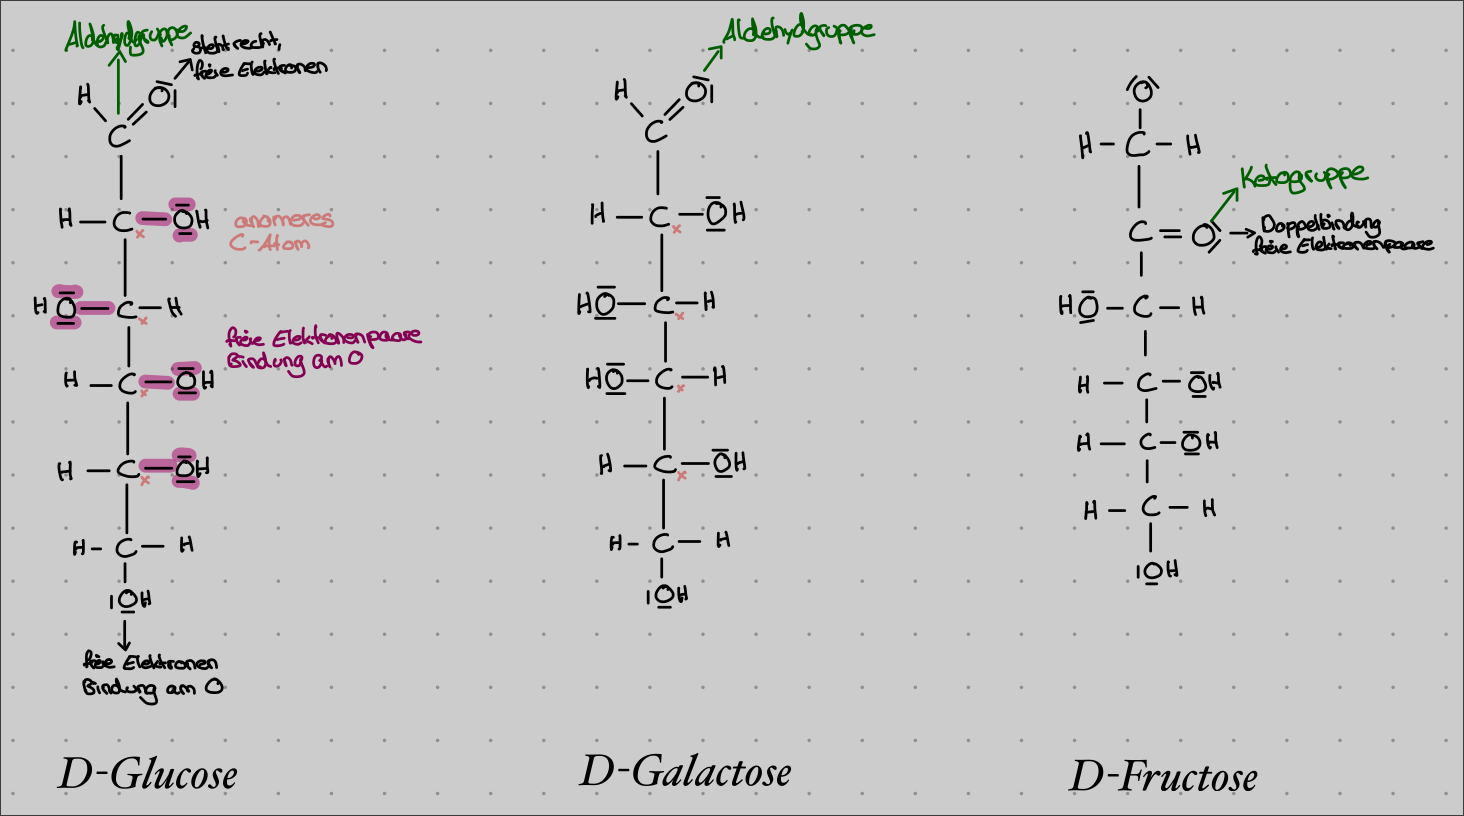 Aldehydgruppe
steht recht,
freie Elektronen
H O
C
H C OH
x
anomeres
C-Atom
HO C H
x
freie Elektronenpaare
Bindung am O
H C OH
x
H C OH
x
H - C - H
OH
freie Elektronen
Bindung am O
D-Glucose
Aldehydgruppe
H O
C
H - C - OH
x
HO - C - H
x
HO - C - H
x
H - C - OH
x
H - C - H
OH
D-Galactose
O
H - C - H
Ketogruppe
C = O
Doppelbindung
freie Elektronenpaare
HO - C - H
H - C - OH
H - C - OH
H - C - H
OH
D-Fructose